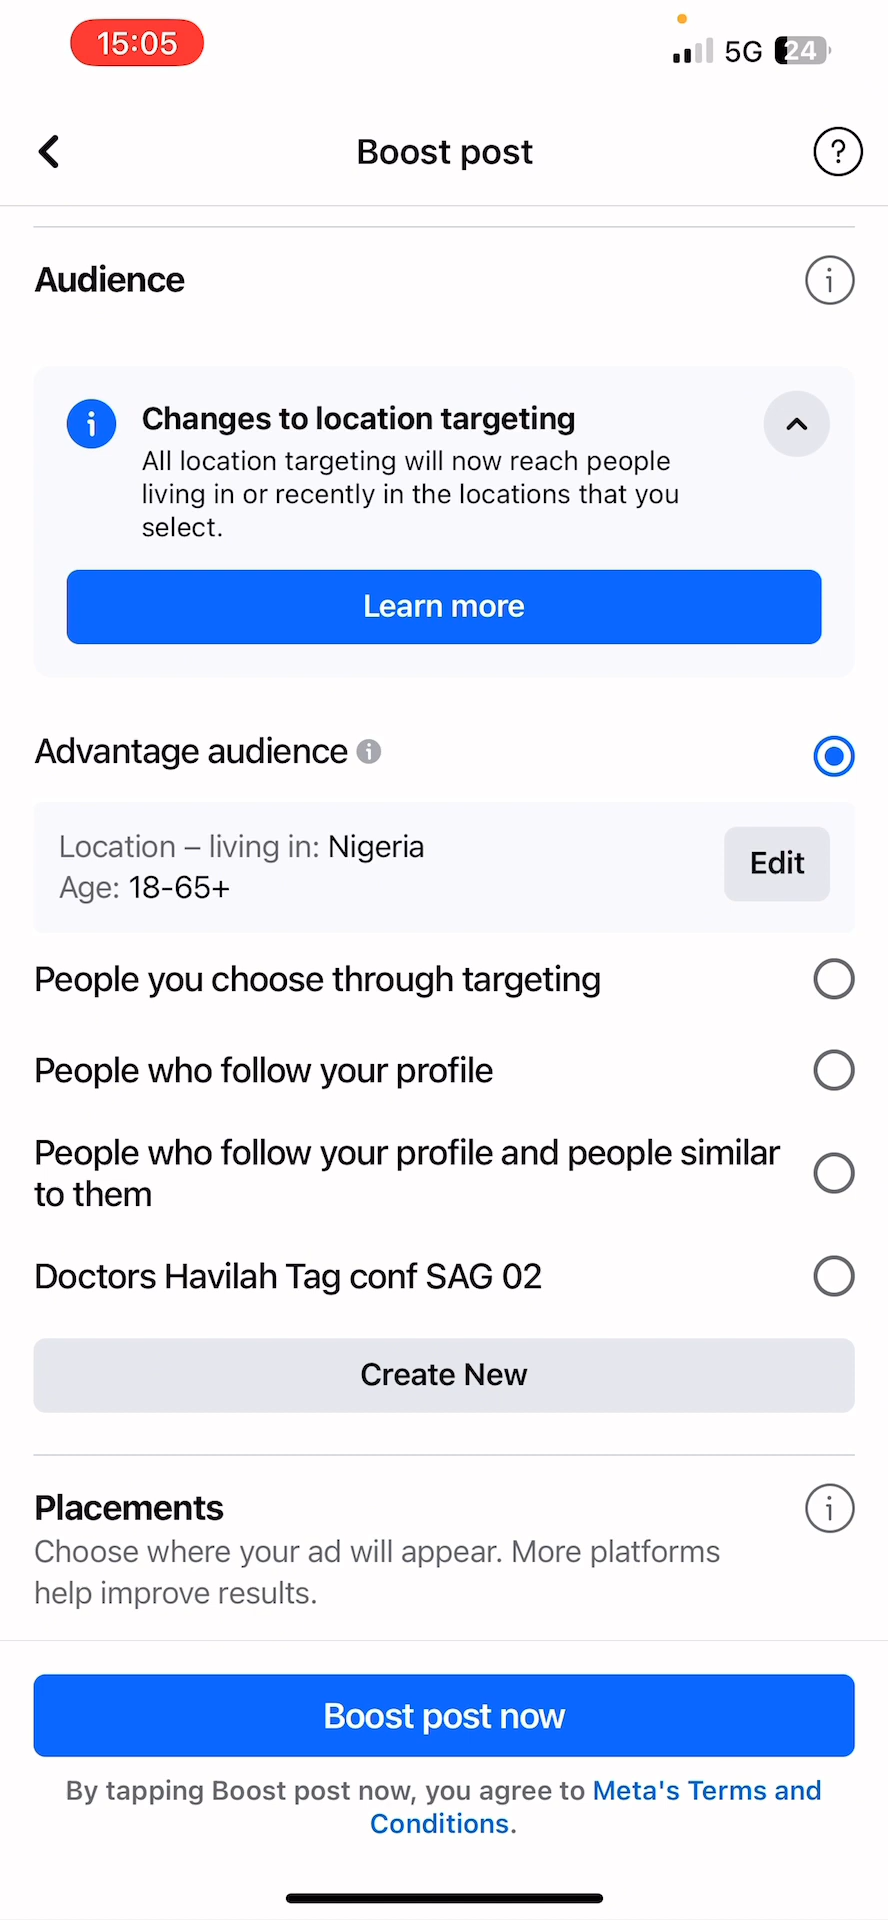 15:05
5G 24
Boost post
?
Audience
Changes to location targeting
All location targeting will now reach people
living in or recently in the locations that you
select.
Learn more
Advantage audience
Location – living in: Nigeria
Age: 18-65+
Edit
People you choose through targeting
People who follow your profile
People who follow your profile and people similar
to them
Doctors Havilah Tag conf SAG 02
Create New
Placements
Choose where your ad will appear. More platforms
help improve results.
Boost post now
By tapping Boost post now, you agree to Meta's Terms and
Conditions.